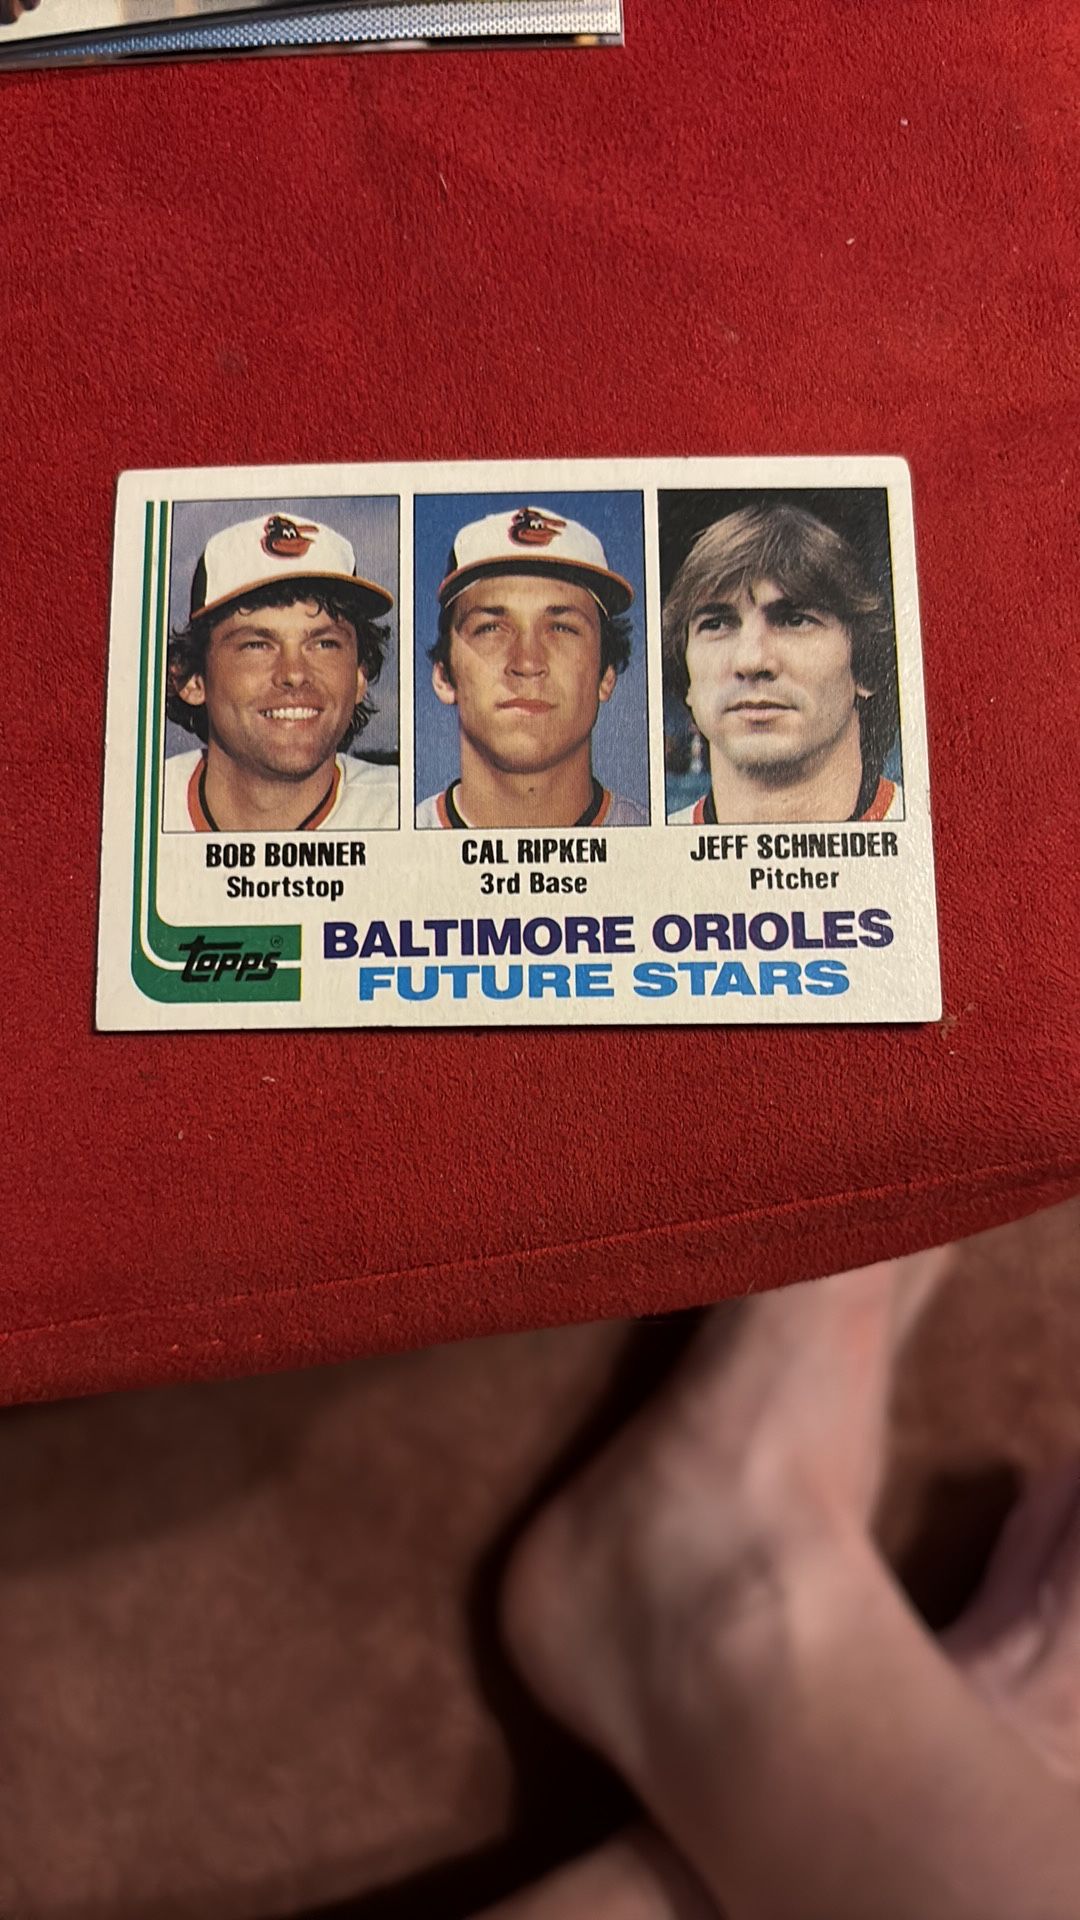 BOB BONNER
Shortstop
CAL RIPKEN
3rd Base
JEFF SCHNEIDER
Pitcher
Topps®
BALTIMORE ORIOLES
FUTURE STARS